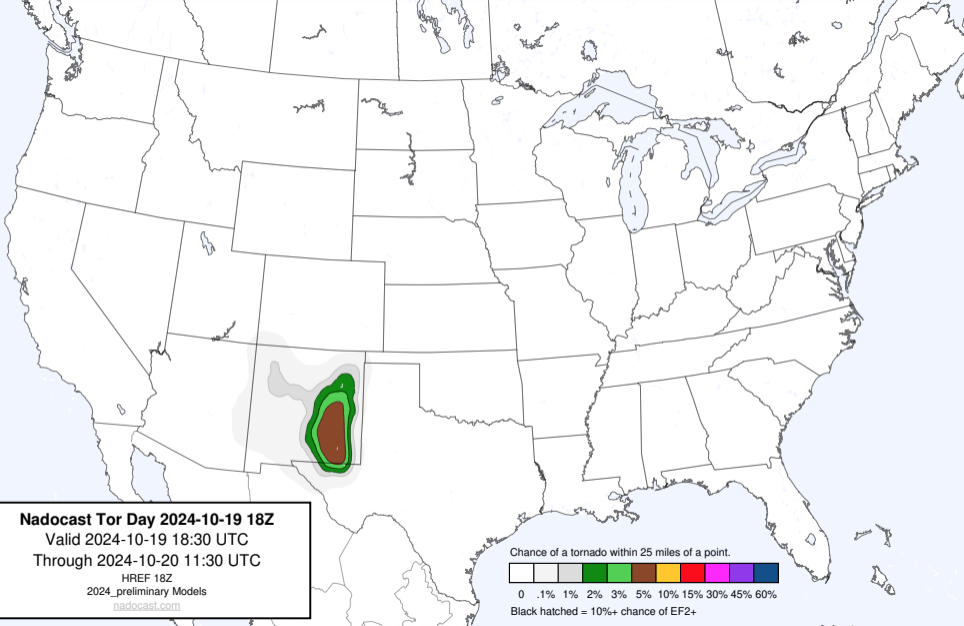 Nadocast Tor Day 2024-10-19 18Z
Valid 2024-10-19 18:30 UTC
Through 2024-10-20 11:30 UTC
HREF 18Z
2024_preliminary Models
nadocast.com
Chance of a tornado within 25 miles of a point.
0 .1% 1% 2% 3% 5% 10% 15% 30% 45% 60%
Black hatched = 10%+ chance of EF2+